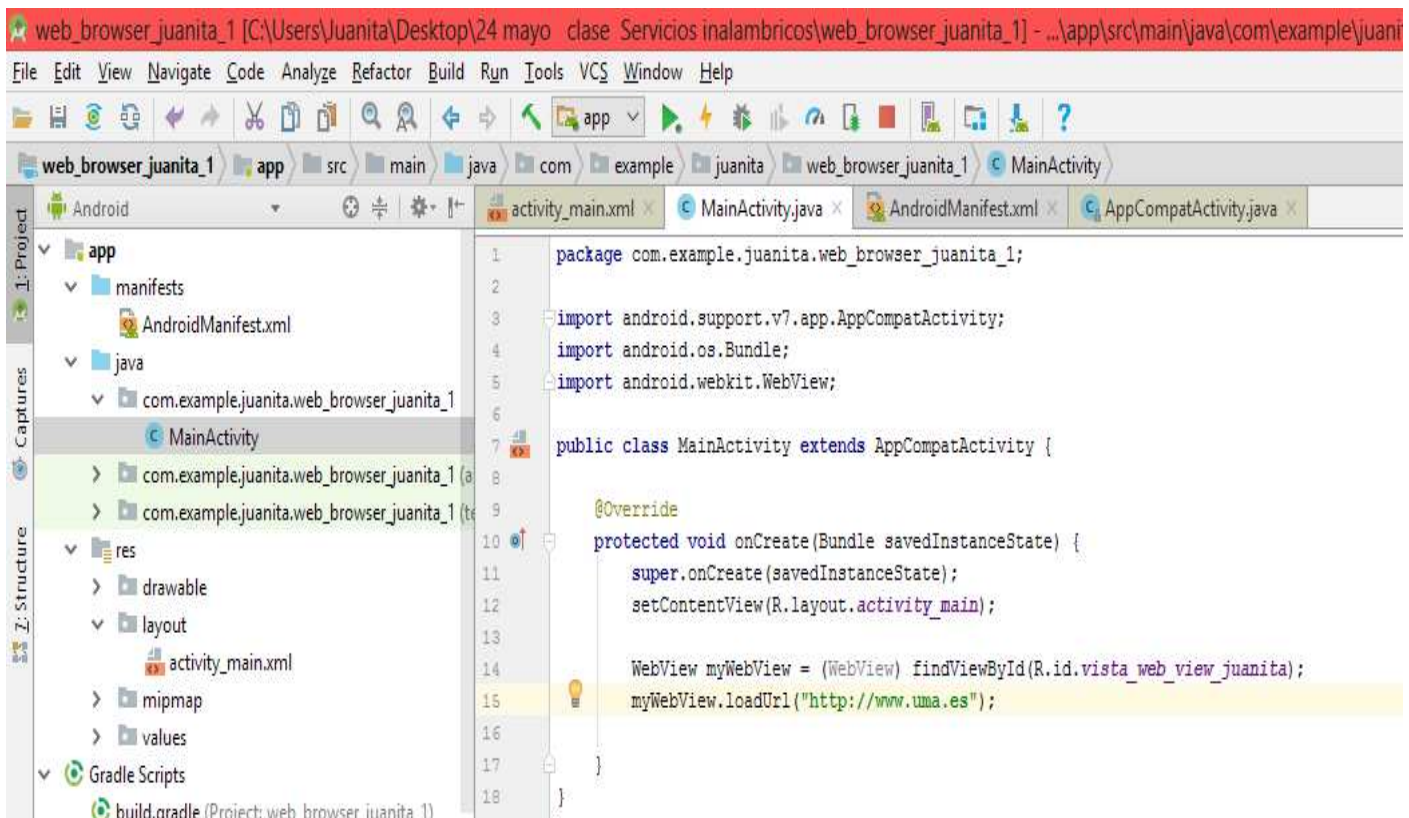 web_browser_juanita_1 [C:\Users\Juanita\Desktop\24 mayo clase Servicios inalambricos\web_browser_juanita_1] - ...\app\src\main\java\com\example\juani
File Edit View Navigate Code Analyze Refactor Build Run Tools VCS Window Help
app
web_browser_juanita_1 app src main java com example juanita web_browser_juanita_1 MainActivity
Android
activity_main.xml MainActivity.java AndroidManifest.xml AppCompatActivity.java
1: Project
Captures
7: Structure
app
manifests
AndroidManifest.xml
java
com.example.juanita.web_browser_juanita_1
MainActivity
com.example.juanita.web_browser_juanita_1 (a
com.example.juanita.web_browser_juanita_1 (te
res
drawable
layout
activity_main.xml
mipmap
values
Gradle Scripts
build.gradle (Project: web_browser_juanita_1)
1 package com.example.juanita.web_browser_juanita_1;
2
3 import android.support.v7.app.AppCompatActivity;
4 import android.os.Bundle;
5 import android.webkit.WebView;
6
7 public class MainActivity extends AppCompatActivity {
8
9 @Override
10 protected void onCreate(Bundle savedInstanceState) {
11 super.onCreate(savedInstanceState);
12 setContentView(R.layout.activity_main);
13
14 WebView myWebView = (WebView) findViewById(R.id.vista_web_view_juanita);
15 myWebView.loadUrl("http://www.uma.es");
16
17 }
18 }